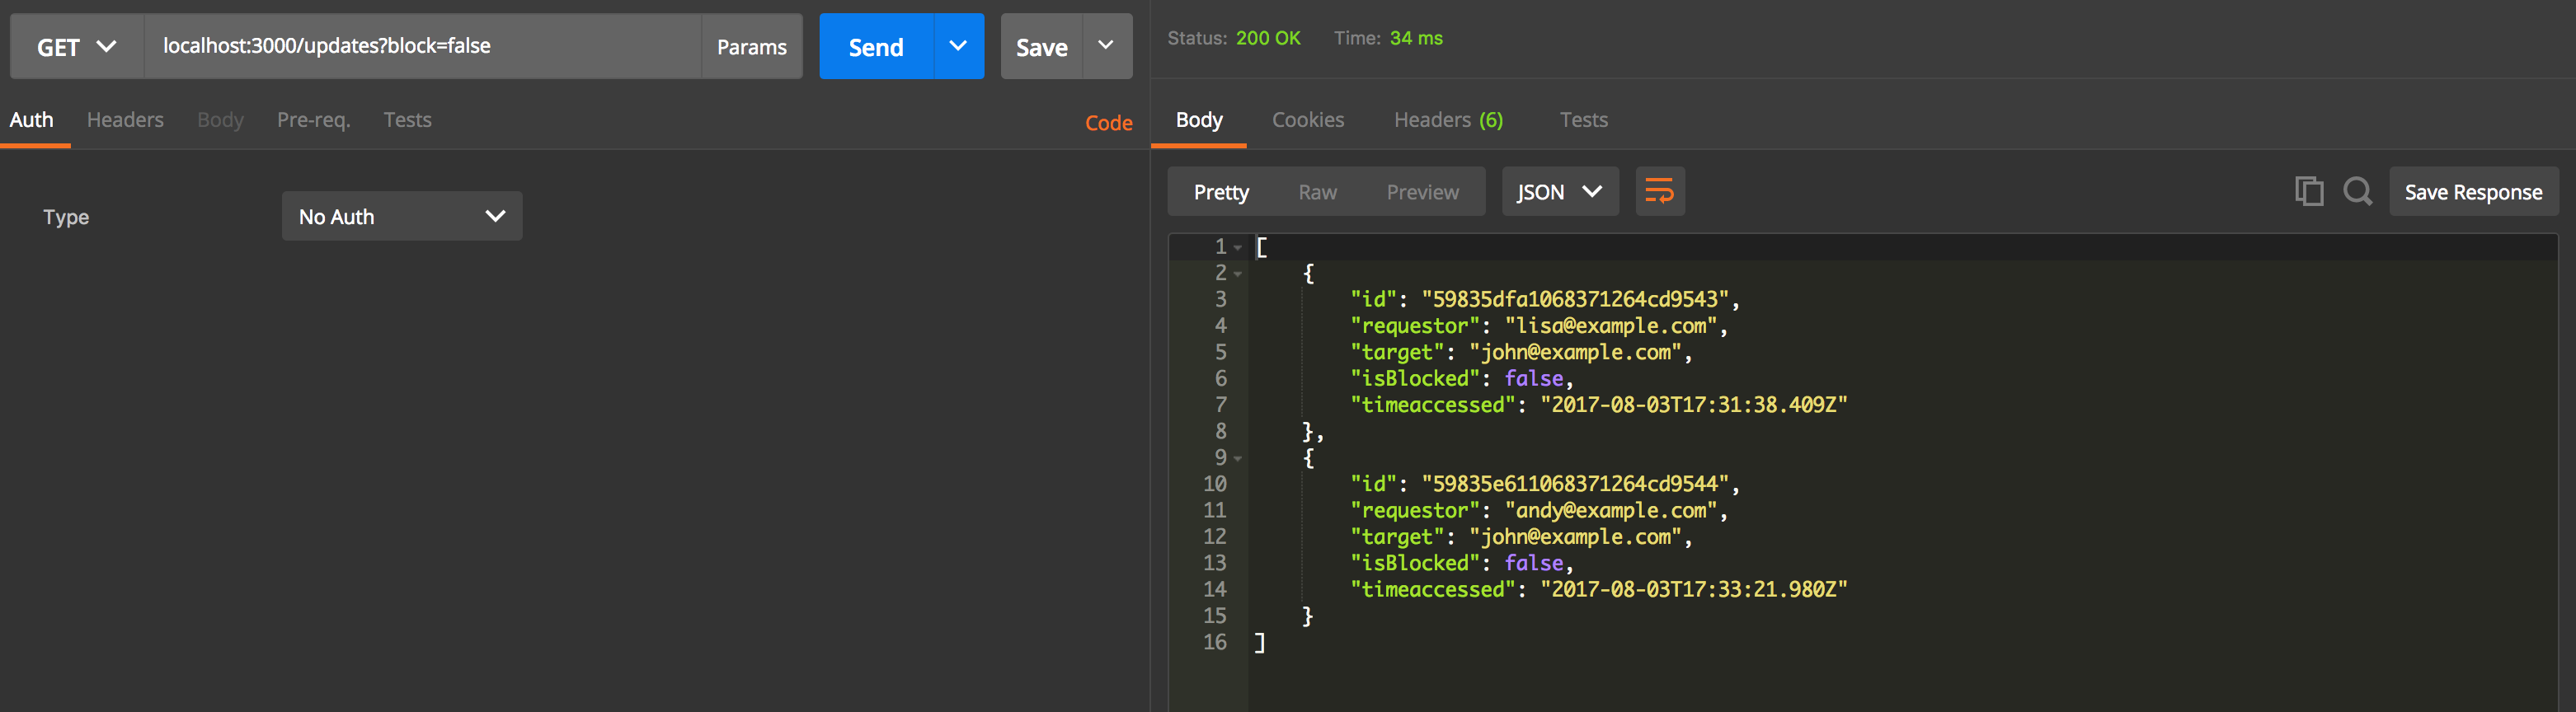 GET localhost:3000/updates?block=false Params Send Save
Auth Headers Body Pre-req. Tests Code
Type No Auth
Status: 200 OK Time: 34 ms
Body Cookies Headers (6) Tests
Pretty Raw Preview JSON Save Response
1 [
2 {
3 "id": "59835dfa1068371264cd9543",
4 "requestor": "lisa@example.com",
5 "target": "john@example.com",
6 "isBlocked": false,
7 "timeaccessed": "2017-08-03T17:31:38.409Z"
8 },
9 {
10 "id": "59835e611068371264cd9544",
11 "requestor": "andy@example.com",
12 "target": "john@example.com",
13 "isBlocked": false,
14 "timeaccessed": "2017-08-03T17:33:21.980Z"
15 }
16 ]